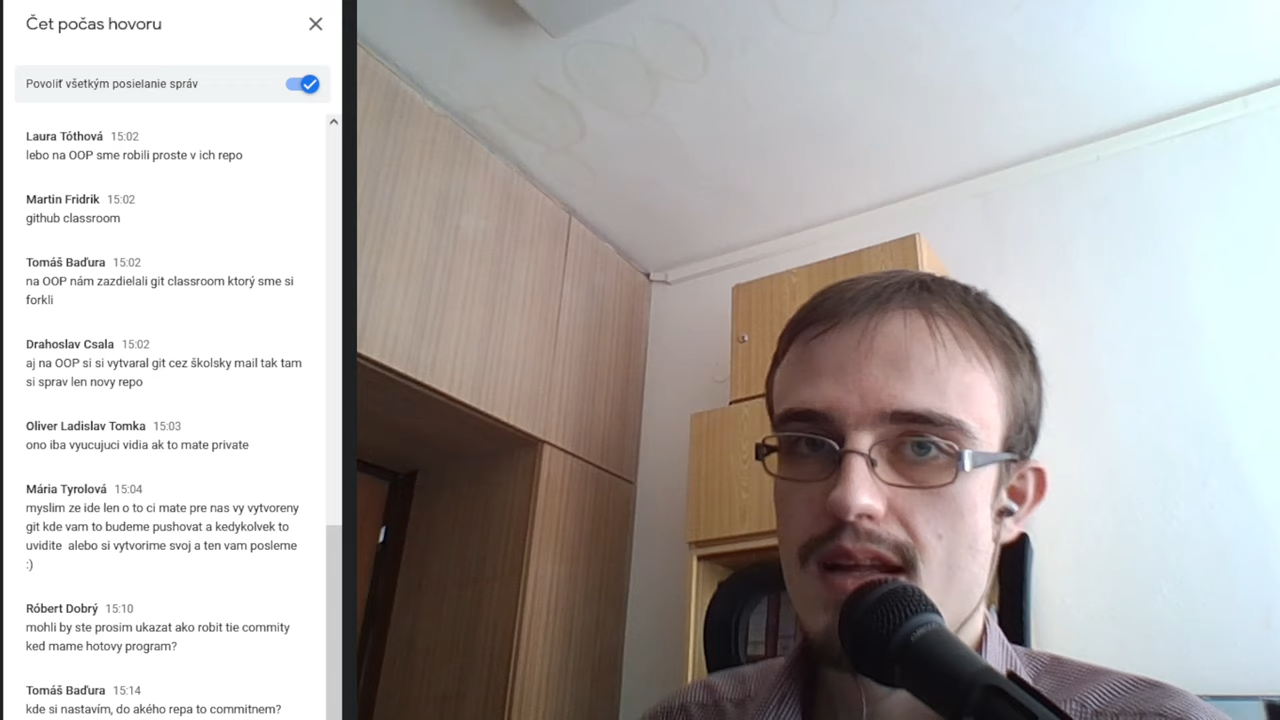 Čet počas hovoru
Povoliť všetkým posielanie správ
Laura Tóthová 15:02
lebo na OOP sme robili proste v ich repo
Martin Fridrik 15:02
github classroom
Tomáš Baďura 15:02
na OOP nám zazdielali git classroom ktorý sme si
forkli
Drahoslav Csala 15:02
aj na OOP si si vytvaral git cez školsky mail tak tam
si sprav len novy repo
Oliver Ladislav Tomka 15:03
ono iba vyucujuci vidia ak to mate private
Mária Tyrolová 15:04
myslim ze ide len o to ci mate pre nas vy vytvoreny
git kde vam to budeme pushovat a kedykolvek to
uvidite alebo si vytvorime svoj a ten vam posleme
:)
Róbert Dobrý 15:10
mohli by ste prosim ukazat ako robit tie commity
ked mame hotovy program?
Tomáš Baďura 15:14
kde si nastavím, do akého repa to commitnem?